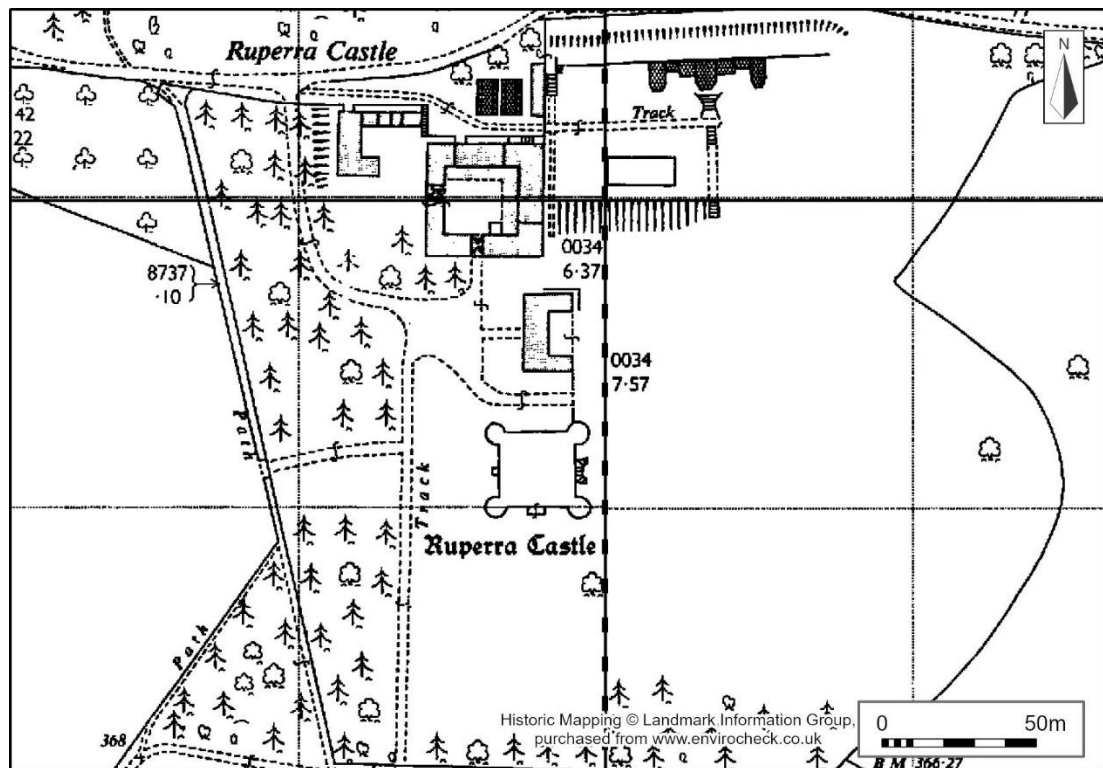 Ruperra Castle
N
42
22
Track
0034
6·37
8737
·10
0034
7·57
Path
Track
Ruperra Castle
Path
368
Historic Mapping © Landmark Information Group,
purchased from www.envirocheck.co.uk
0 50m
B M 366·27